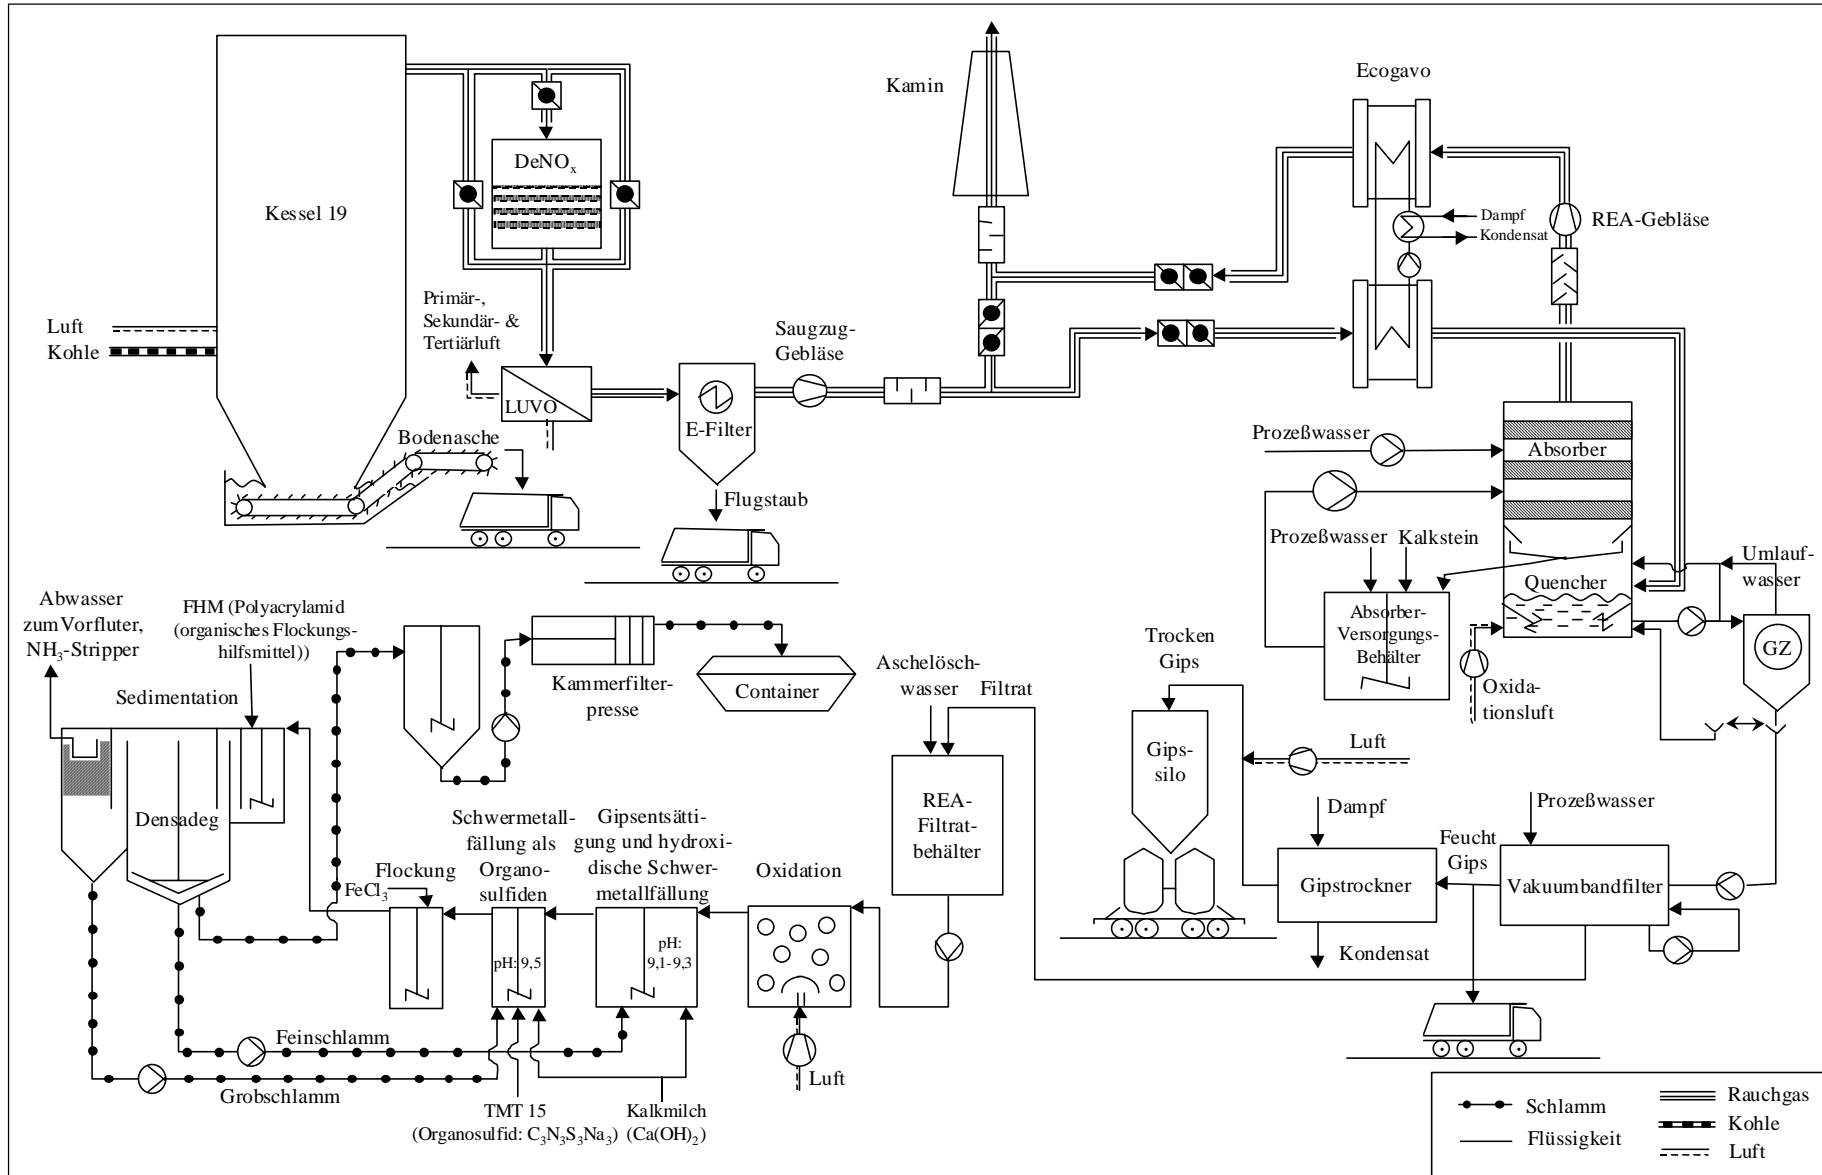 Kessel 19
Luft
Kohle
DeNOₓ
Primär-,
Sekundär- &
Tertiärluft
LUVO
Bodenasche
E-Filter
Flugstaub
Saugzug-
Gebläse
Kamin
Ecogavo
Dampf
Kondensat
REA-Gebläse
Prozeßwasser
Absorber
Prozeßwasser
Kalkstein
Quencher
Umlauf-
wasser
Absorber-
Versorgungs-
Behälter
GZ
Oxida-
tionsluft
Abwasser
zum Vorfluter,
NH₃-Stripper
FHM (Polyacrylamid
(organisches Flockungs-
hilfsmittel))
Sedimentation
Kammerfilter-
presse
Container
Aschelösch-
wasser
Filtrat
Trocken
Gips
Gips-
silo
Luft
REA-
Filtrat-
behälter
Dampf
Prozeßwasser
Feucht
Gips
Gipstrockner
Vakuumbandfilter
Kondensat
Densadeg
Schwermetall-
fällung als
Organo-
sulfiden
Gipsentsätti-
gung und hydroxi-
dische Schwer-
metallfällung
Flockung
FeCl₃
Oxidation
pH: 9,5
pH:
9,1-9,3
Feinschlamm
Grobschlamm
Luft
TMT 15
(Organosulfid: C₃N₃S₃Na₃)
Kalkmilch
(Ca(OH)₂)
Schlamm
Flüssigkeit
Rauchgas
Kohle
Luft